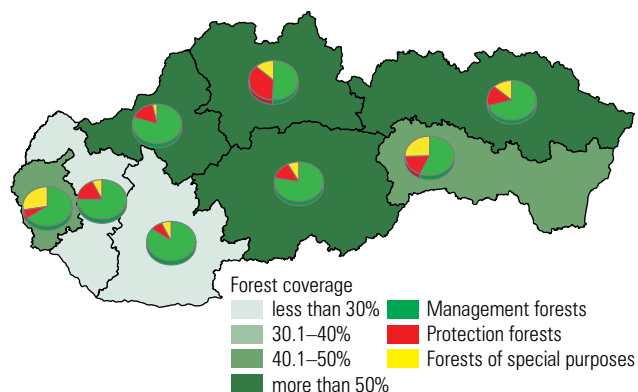 Forest coverage
less than 30%
30.1–40%
40.1–50%
more than 50%
Management forests
Protection forests
Forests of special purposes